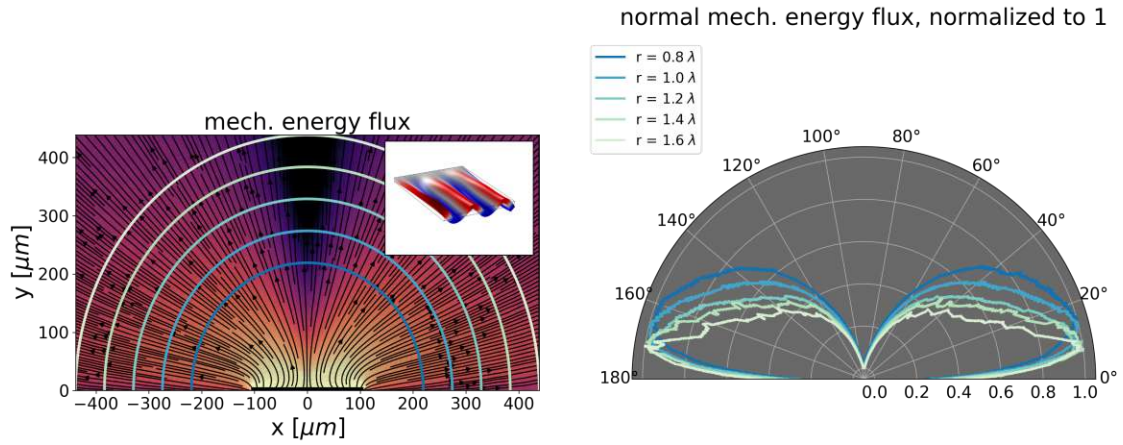 normal mech. energy flux, normalized to 1
r = 0.8 λ
r = 1.0 λ
r = 1.2 λ
r = 1.4 λ
r = 1.6 λ
mech. energy flux
400
300
200
100
0
y [μm]
−400 −300 −200 −100 0 100 200 300 400
x [μm]
100° 80°
120° 60°
140° 40°
160° 20°
180° 0°
0.0 0.2 0.4 0.6 0.8 1.0